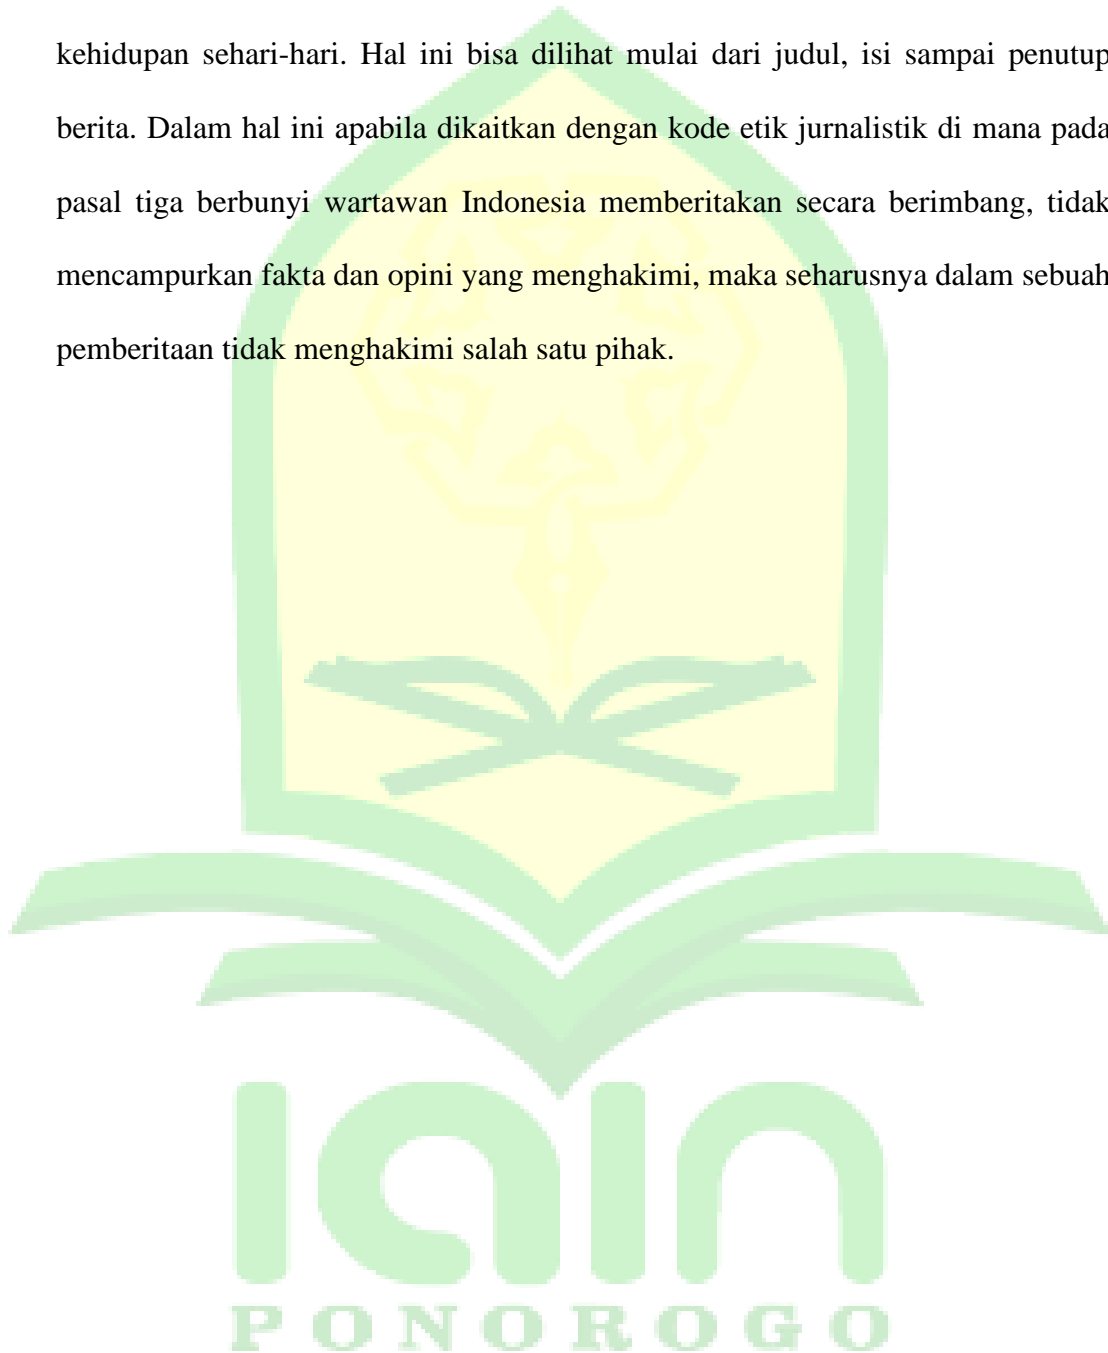 kehidupan sehari-hari. Hal ini bisa dilihat mulai dari judul, isi sampai penutup
berita. Dalam hal ini apabila dikaitkan dengan kode etik jurnalistik di mana pada
pasal tiga berbunyi wartawan Indonesia memberitakan secara berimbang, tidak
mencampurkan fakta dan opini yang menghakimi, maka seharusnya dalam sebuah
pemberitaan tidak menghakimi salah satu pihak.
iain
PONOROGO